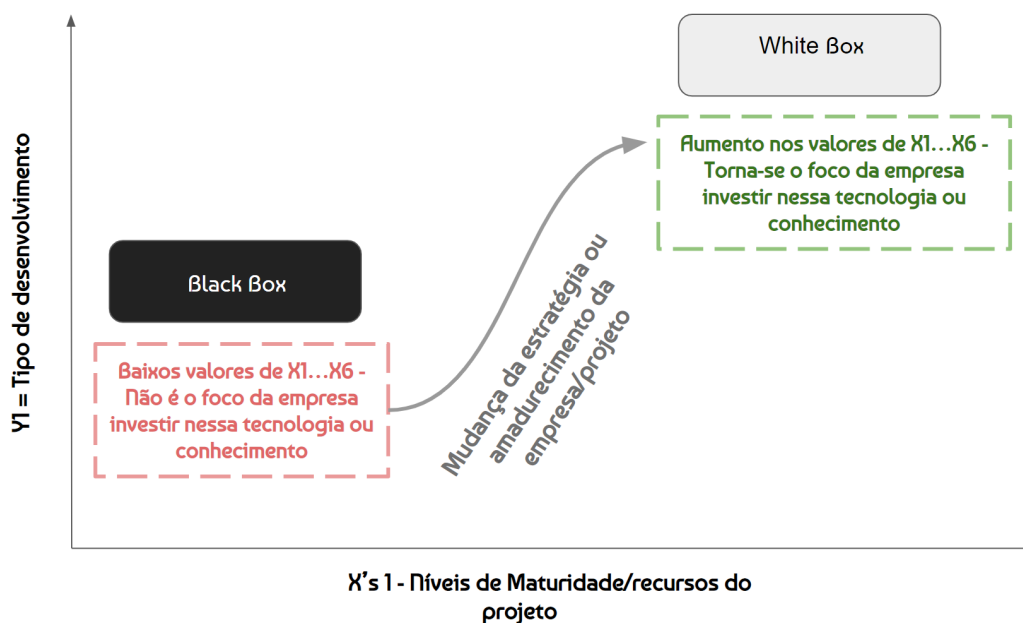 White Box
Aumento nos valores de X1...X6 -
Torna-se o foco da empresa
investir nessa tecnologia ou
conhecimento
Y1 = Tipo de desenvolvimento
Black Box
Baixos valores de X1...X6 -
Não é o foco da empresa
investir nessa tecnologia ou
conhecimento
Mudança da estratégia ou
amadurecimento da
empresa/projeto
X's 1 - Níveis de Maturidade/recursos do
projeto